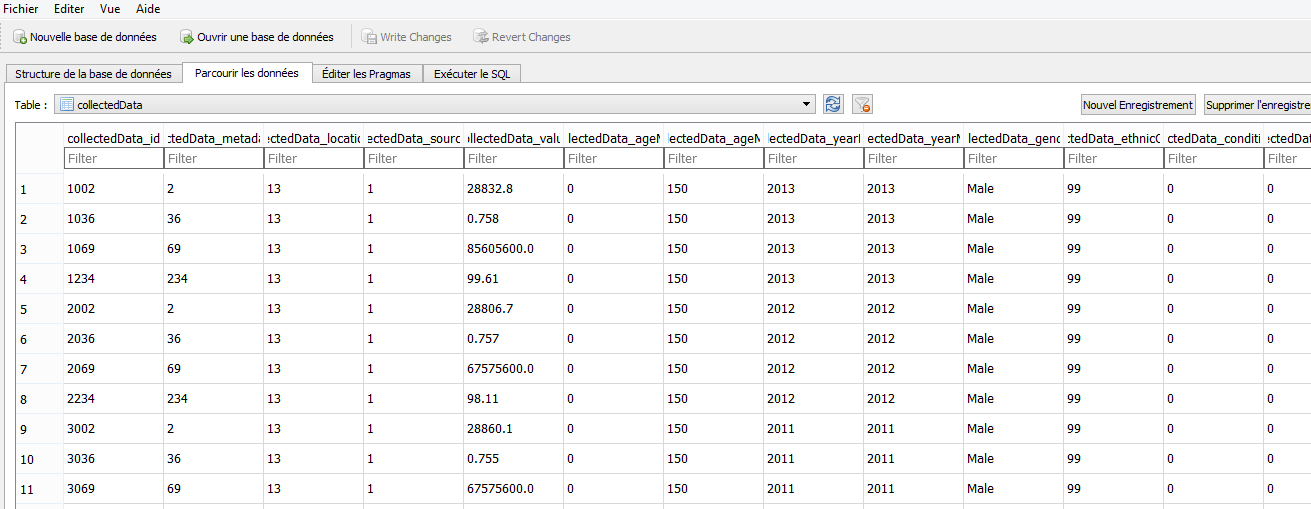 Fichier Editer Vue Aide
Nouvelle base de données Ouvrir une base de données Write Changes Revert Changes
Structure de la base de données Parcourir les données Éditer les Pragmas Exécuter le SQL
Table : collectedData Nouvel Enregistrement Supprimer l'enregistre
collectedData_id ctedData_metada ectedData_locatio ectedData_sourc ollectedData_valu lectedData_ageM lectedData_ageM lectedData_yearM ectedData_yearM lectedData_gend ctedData_ethnicG ctedData_conditi ectedDat
Filter Filter Filter Filter Filter Filter Filter Filter Filter Filter Filter Filter Filter
1 1002 2 13 1 28832.8 0 150 2013 2013 Male 99 0 0
2 1036 36 13 1 0.758 0 150 2013 2013 Male 99 0 0
3 1069 69 13 1 85605600.0 0 150 2013 2013 Male 99 0 0
4 1234 234 13 1 99.61 0 150 2013 2013 Male 99 0 0
5 2002 2 13 1 28806.7 0 150 2012 2012 Male 99 0 0
6 2036 36 13 1 0.757 0 150 2012 2012 Male 99 0 0
7 2069 69 13 1 67575600.0 0 150 2012 2012 Male 99 0 0
8 2234 234 13 1 98.11 0 150 2012 2012 Male 99 0 0
9 3002 2 13 1 28860.1 0 150 2011 2011 Male 99 0 0
10 3036 36 13 1 0.755 0 150 2011 2011 Male 99 0 0
11 3069 69 13 1 67575600.0 0 150 2011 2011 Male 99 0 0